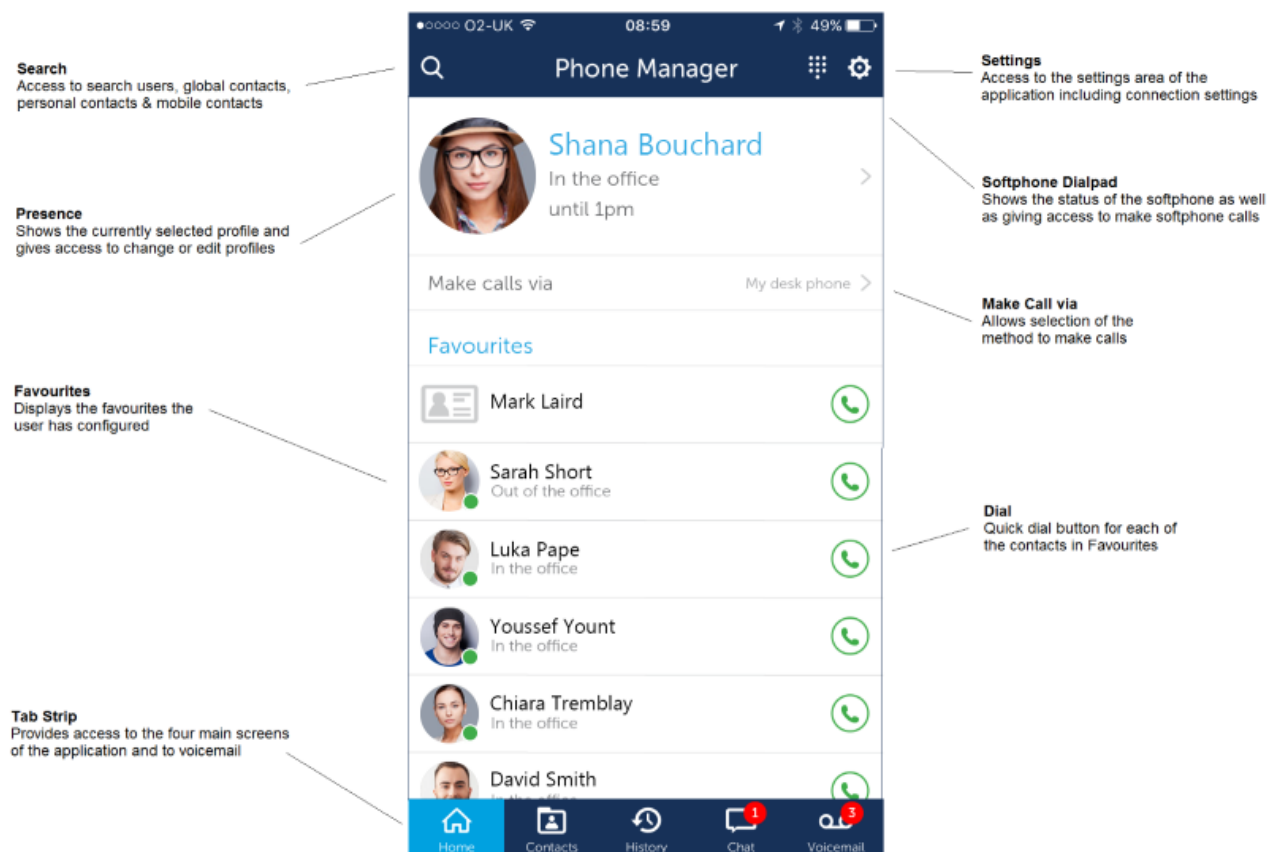 ●○○○○ O2-UK 08:59 49%
Phone Manager
Search
Access to search users, global contacts,
personal contacts & mobile contacts
Settings
Access to the settings area of the
application including connection settings
Shana Bouchard
In the office
until 1pm
Softphone Dialpad
Shows the status of the softphone as well
as giving access to make softphone calls
Presence
Shows the currently selected profile and
gives access to change or edit profiles
Make calls via My desk phone
Make Call via
Allows selection of the
method to make calls
Favourites
Favourites
Displays the favourites the
user has configured
Mark Laird
Sarah Short
Out of the office
Dial
Quick dial button for each of
the contacts in Favourites
Luka Pape
In the office
Youssef Yount
In the office
Chiara Tremblay
In the office
Tab Strip
Provides access to the four main screens
of the application and to voicemail
David Smith
In the office
1 3
Home Contacts History Chat Voicemail